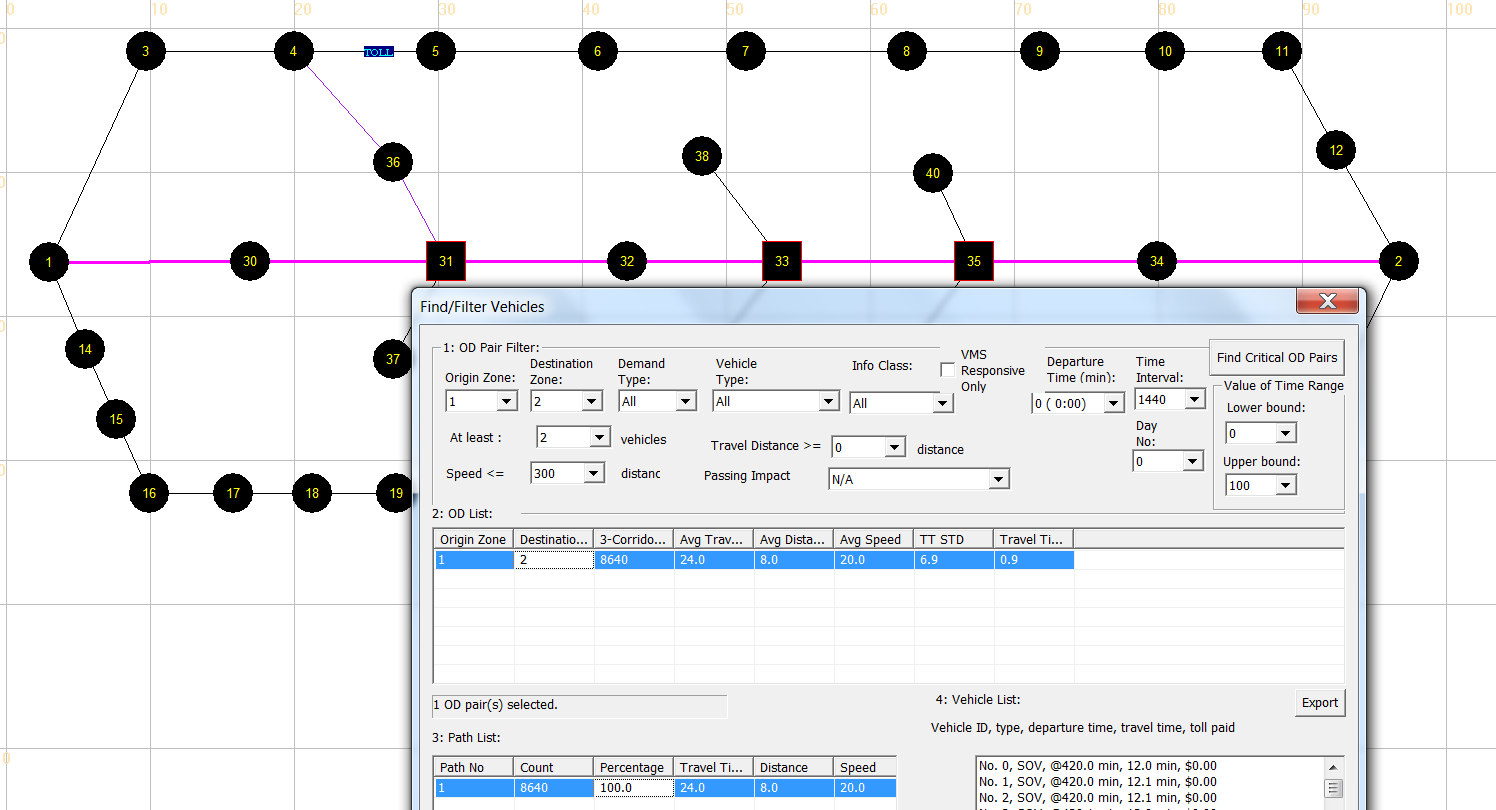 0 10 20 30 40 50 60 70 80 90 100
3 4 TOLL 5 6 7 8 9 10 11
36 38 40 12
1 30 31 32 33 35 34 2
14 37
15
16 17 18 19
0
0
0
0
0
Find/Filter Vehicles
1: OD Pair Filter:
Origin Zone:
1
Destination
Zone:
2
Demand
Type:
All
Vehicle
Type:
All
Info Class:
All
VMS
Responsive
Only
Departure
Time (min):
0 ( 0:00)
Time
Interval:
1440
Find Critical OD Pairs
Value of Time Range
Lower bound:
0
Upper bound:
100
Day
No:
0
At least :
2
vehicles
Travel Distance >=
0
distance
Speed <=
300
distanc
Passing Impact
N/A
2: OD List:
Origin Zone Destinatio... 3-Corrido... Avg Trav... Avg Dista... Avg Speed TT STD Travel Ti...
1 2 8640 24.0 8.0 20.0 6.9 0.9
1 OD pair(s) selected.
4: Vehicle List:
Export
Vehicle ID, type, departure time, travel time, toll paid
3: Path List:
Path No Count Percentage Travel Ti... Distance Speed
1 8640 100.0 24.0 8.0 20.0
No. 0, SOV, @420.0 min, 12.0 min, $0.00
No. 1, SOV, @420.0 min, 12.1 min, $0.00
No. 2, SOV, @420.0 min, 12.1 min, $0.00